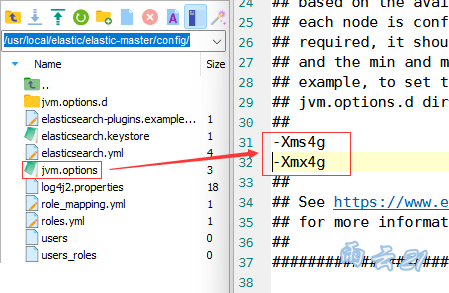 /usr/local/elastic/elastic-master/config/
Name Size
..
jvm.options.d
elasticsearch-plugins.example... 1
elasticsearch.keystore 1
elasticsearch.yml 4
jvm.options 3
log4j2.properties 18
role_mapping.yml 1
roles.yml 1
users 0
users_roles 0
24 ## based on the avai
25 ## each node is conf
26 ## required, it shou
27 ## and the min and m
28 ## example, to set t
29 ## jvm.options.d dir
30 ##
31 -Xms4g
32 -Xmx4g
33 ##
34 ## See https://www.e
35 ## for more informat
36 ##
37 ####################
38